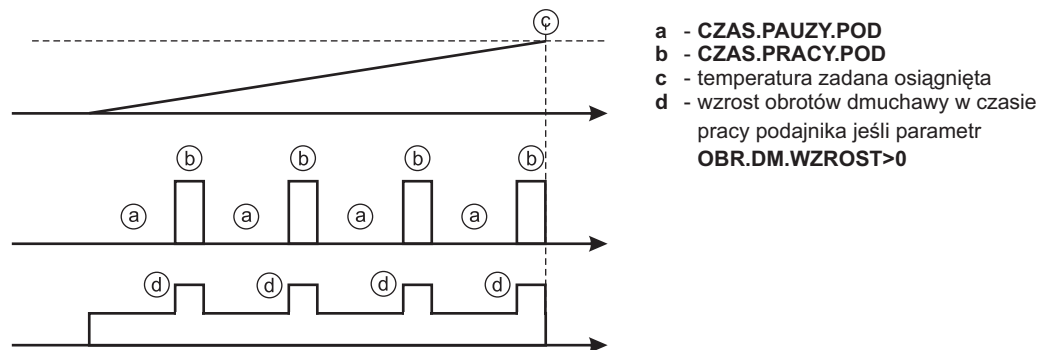 c
a - CZAS.PAUZY.POD
b - CZAS.PRACY.POD
c - temperatura zadana osiągnięta
d - wzrost obrotów dmuchawy w czasie
pracy podajnika jeśli parametr
OBR.DM.WZROST>0
b b b b
a a a a
d d d d